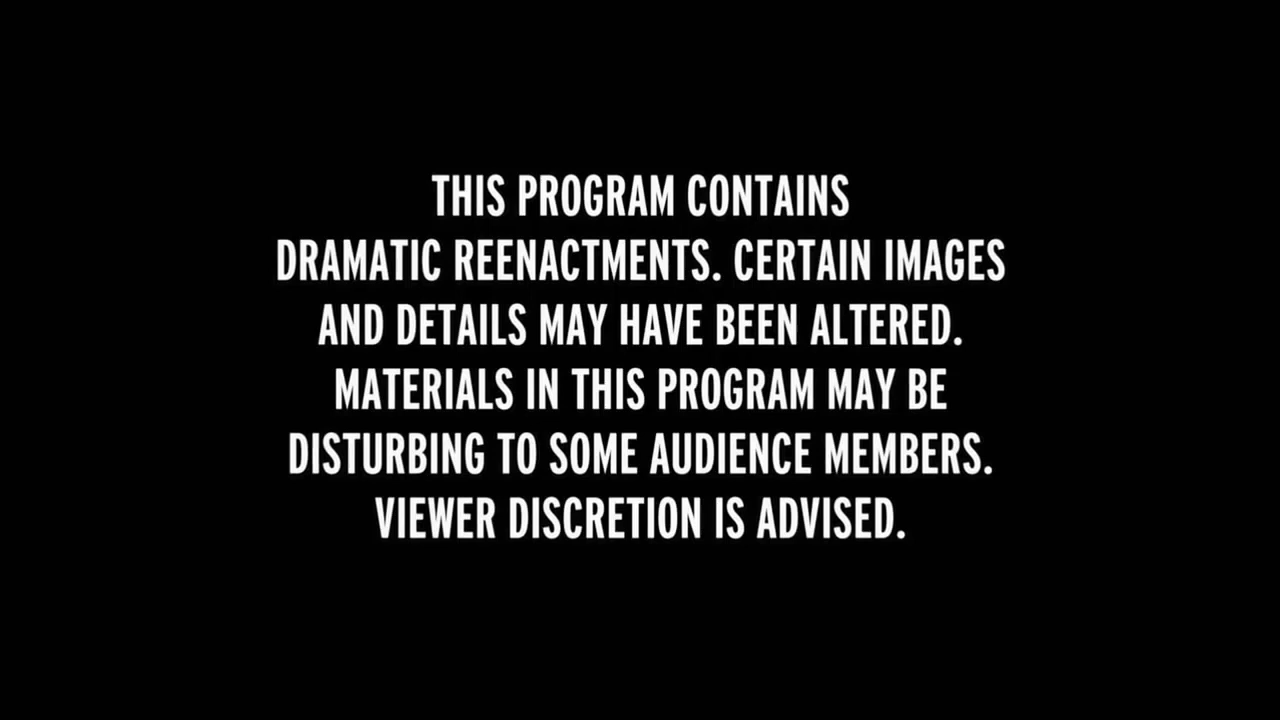 THIS PROGRAM CONTAINS
DRAMATIC REENACTMENTS. CERTAIN IMAGES
AND DETAILS MAY HAVE BEEN ALTERED.
MATERIALS IN THIS PROGRAM MAY BE
DISTURBING TO SOME AUDIENCE MEMBERS.
VIEWER DISCRETION IS ADVISED.